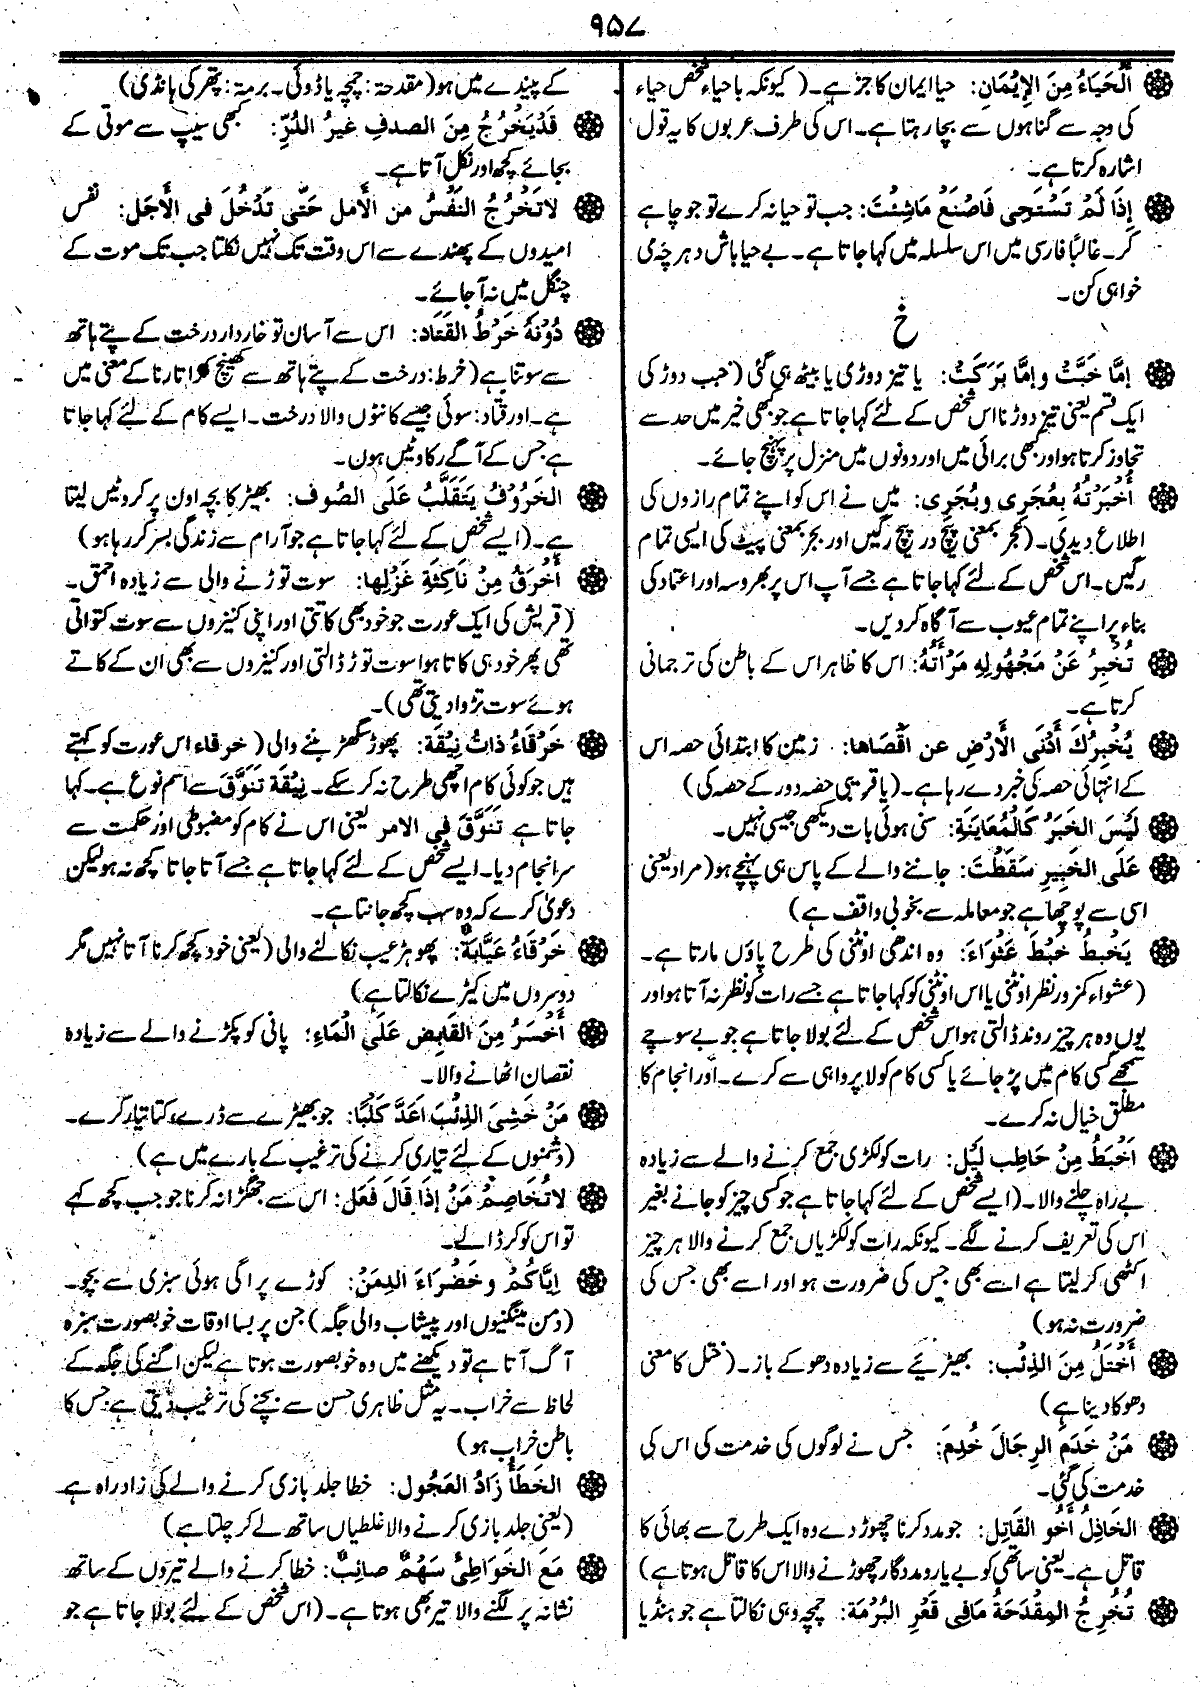 ۹۵۷
❁ اَلْحَیَاءُ مِنَ الإِیْمَانِ: حیا ایمان کا جز ہے۔ (کیونکہ باحیاء شخص حیاء
کی وجہ سے گناہوں سے بچا رہتا ہے۔ اس کی طرف عربوں کا یہ قول
اشارہ کرتا ہے۔
❁ إِذَا لَمْ تَسْتَحِی فَاصْنَعْ مَاشِئْتَ: جب تو حیا نہ کرے تو جو چاہے
کر۔ غالباً فارسی میں اس سلسلہ میں کہا جاتا ہے۔ بے حیا باش و ہرچہ ی
خواہی کن۔
خ
❁ اِمَّا خَبَّتْ وإِمَّا بَرَكَتْ: یا تیز دوڑی یا بیٹھ ہی گئی (خبب دوڑ کی
ایک قسم یعنی تیز دوڑنا اس شخص کے لئے کہا جاتا ہے جو کبھی خیر میں حد سے
تجاوز کرتا ہو اور کبھی برائی میں اور دونوں میں منزل پر پہنچ جائے۔
❁ أَخْبَرْتُهُ بِعُجَرِی وبُجَرِی: میں نے اس کو اپنے تمام رازوں کی
اطلاع دیدی۔ (عجر بمعنی پیچ در پیچ رگیں اور بجر بمعنی پیٹ کی ایسی تمام
رگیں۔ اس شخص کے لئے کہا جاتا ہے جسے آپ اس پر بھروسہ اور اعتماد کی
بناء پر اپنے تمام عیوب سے آگاہ کر دیں۔
❁ تُخْبِرُ عَنْ مَجْهُولِهِ مَرْآتُهُ: اس کا ظاہر اس کے باطن کی ترجمانی
کرتا ہے۔
❁ یُخْبِرُكَ أَدْنَی الأَرْضِ عن اَقْصَاها: زمین کا ابتدائی حصہ اس
کے انتہائی حصہ کی خبر دے رہا ہے۔ (یا قریبی حصہ دور کے حصہ کی)
❁ لَیْسَ الخَبَرُ كَالمُعَايَنَةِ: سنی ہوئی بات دیکھی جیسی نہیں۔
❁ عَلَی الخَبِیرِ سَقَطْتَ: جاننے والے کے پاس ہی پہنچے ہو (مراد یعنی
اسی سے پوچھا ہے جو معاملہ سے بخوبی واقف ہے)
❁ یَخْبِطُ خَبْطَ عَشْوَاءَ: وہ اندھی اونٹنی کی طرح پاؤں مارتا ہے۔
(عشواء کمزور نظر اونٹنی یا اس اونٹنی کو کہا جاتا ہے جسے رات کو نظر نہ آتا ہو اور
یوں وہ ہر چیز روند ڈالتی ہو اس شخص کے لئے بولا جاتا ہے جو بے سوچے
سمجھے کسی کام میں پڑ جائے یا کسی کام کو لا پرواہی سے کرے۔ اور انجام کا
مطلق خیال نہ کرے۔
❁ اَخْبَطُ مِنْ حَاطِبِ لَیْل: رات کو لکڑی جمع کرنے والے سے زیادہ
بے راہ چلنے والا۔ (ایسے شخص کے لئے کہا جاتا ہے جو کسی چیز کو جانے بغیر
اس کی تعریف کرنے لگے۔ کیونکہ رات کو لکڑیاں جمع کرنے والا ہر چیز
اکٹھی کر لیتا ہے اسے بھی جس کی ضرورت ہو اور اسے بھی جس کی
ضرورت نہ ہو)
❁ أَخْتَلُ مِنَ الذِئْب: بھیڑیے سے زیادہ دھوکے باز۔ (ختل کا معنی
دھوکا دینا ہے)
❁ مَنْ خَدَمَ الرِجَالَ خُدِمَ: جس نے لوگوں کی خدمت کی اس کی
خدمت کی گئی۔
❁ الخَاذِلُ أَخُو القَاتِل: جو مدد کرنا چھوڑ دے وہ ایک طرح سے بھائی کا
قاتل ہے۔ یعنی ساتھی کو بے یار و مددگار چھوڑنے والا اس کا قاتل ہوتا ہے)
❁ تُخْرِجُ المِقْدَحَةُ مَافِی قَعْرِ البُرْمَة: چمچہ وہی نکالتا ہے جو ہنڈیا
کے پیندے میں ہو (مقدحہ: چمچہ یا ڈوئی۔ برمۃ: پتھر کی ہانڈی)
❁ قَدْیَخْرُجُ مِنَ الصدفِ غیرُ الدُرِّ: کبھی سیپ سے موتی کے
بجائے کچھ اور نکل آتا ہے۔
❁ لاتَخْرُجُ النَفْسُ من الأَمَلِ حَتّٰی تَدْخُلَ فی الأَجَل: نفس
امیدوں کے پھندے سے اس وقت تک نہیں نکلتا جب تک موت کے
چنگل میں نہ آ جائے۔
❁ دُوْنَهُ خَرْطُ القَتَاد: اس سے آسان تو خاردار درخت کے پتے ہاتھ
سے سوتنا ہے (خرط: درخت کے پتے ہاتھ سے کھینچ کر اتارنا کے معنی میں
ہے۔ اور قتاد: سوئی جیسے کانٹوں والا درخت۔ ایسے کام کے لئے کہا جاتا
ہے جس کے آگے رکاوٹیں ہوں۔
❁ الخَرُوْفُ یَتَقَلَّبُ عَلَی الصُوف: بھیڑ کا بچہ اون پر کروٹیں لیتا
ہے۔ (ایسے شخص کے لئے کہا جاتا ہے جو آرام سے زندگی بسر کر رہا ہو)
❁ أَخْرَقُ مِنْ نَاكِثَةِ غَزْلِها: سوت توڑنے والی سے زیادہ احمق۔
(قریش کی ایک عورت جو خود بھی کاتتی اور اپنی کنیزوں سے سوت کتواتی
تھی پھر خود ہی کاتا ہوا سوت توڑ ڈالتی اور کنیزوں سے بھی ان کے کاتے
ہوئے سوت تڑوا دیتی تھی)۔
❁ خَرْقَاءُ ذَاتُ نِیْقَة: پھوڑ سگھڑ بننے والی (خرقاء اس عورت کو کہتے
ہیں جو کوئی کام اچھی طرح نہ کر سکے۔ نِیْقَة تَنَوَّقَ سے اسم نوع ہے۔ کہا
جاتا ہے تَنَوَّقَ فِی الامر یعنی اس نے کام کو مضبوطی اور حکمت سے
سرانجام دیا۔ ایسے شخص کے لئے کہا جاتا ہے جسے آتا جاتا کچھ نہ ہو لیکن
دعویٰ کرے کہ وہ سب کچھ جانتا ہے۔
❁ خَرْقَاءُ عَیَّابَةٌ: پھوہڑ عیب نکالنے والی (یعنی خود کچھ کرنا آتا نہیں مگر
دوسروں میں کیڑے نکالتا ہے)
❁ أَخْسَرُ مِنَ القَابِضِ عَلَی الْمَاءِ: پانی کو پکڑنے والے سے زیادہ
نقصان اٹھانے والا۔
❁ مَنْ خَشِیَ الذِئْبَ اَعَدَّ كَلْبًا: جو بھیڑے سے ڈرے، کتا تیار کرے۔
(دشمنوں کے لئے تیاری کرنے کی ترغیب کے بارے میں ہے)
❁ لاتُخَاصِمْ مَنْ إِذَا قَالَ فَعَلَ: اس سے جھگڑا نہ کرنا جو جب کچھ کہے
تو اس کو کر ڈالے۔
❁ اِیَّاكُمْ وخَضْرَاءَ الدِمَنْ: کوڑے پر اگی ہوئی سبزی سے بچو۔
(دمن مینگنیوں اور پیشاب والی جگہ) جن پر بسا اوقات خوبصورت سبزہ
اگ آتا ہے تو دیکھنے میں وہ خوبصورت ہوتا ہے لیکن اگنے کی جگہ کے
لحاظ سے خراب۔ یہ مثل ظاہری حسن سے بچنے کی ترغیب دیتی ہے: جس کا
باطن خراب ہو)
❁ الخَطَأُ زَادُ العَجُول: خطا جلد بازی کرنے والے کی زاد راہ ہے
(یعنی جلد بازی کرنے والا غلطیاں ساتھ لے کر چلتا ہے)
❁ مَعَ الخَوَاطِئِ سَهْمٌ صائِبٌ: خطا کرنے والے تیروں کے ساتھ
نشانہ پر لگنے والا تیر بھی ہوتا ہے۔ (اس شخص کے لئے بولا جاتا ہے جو